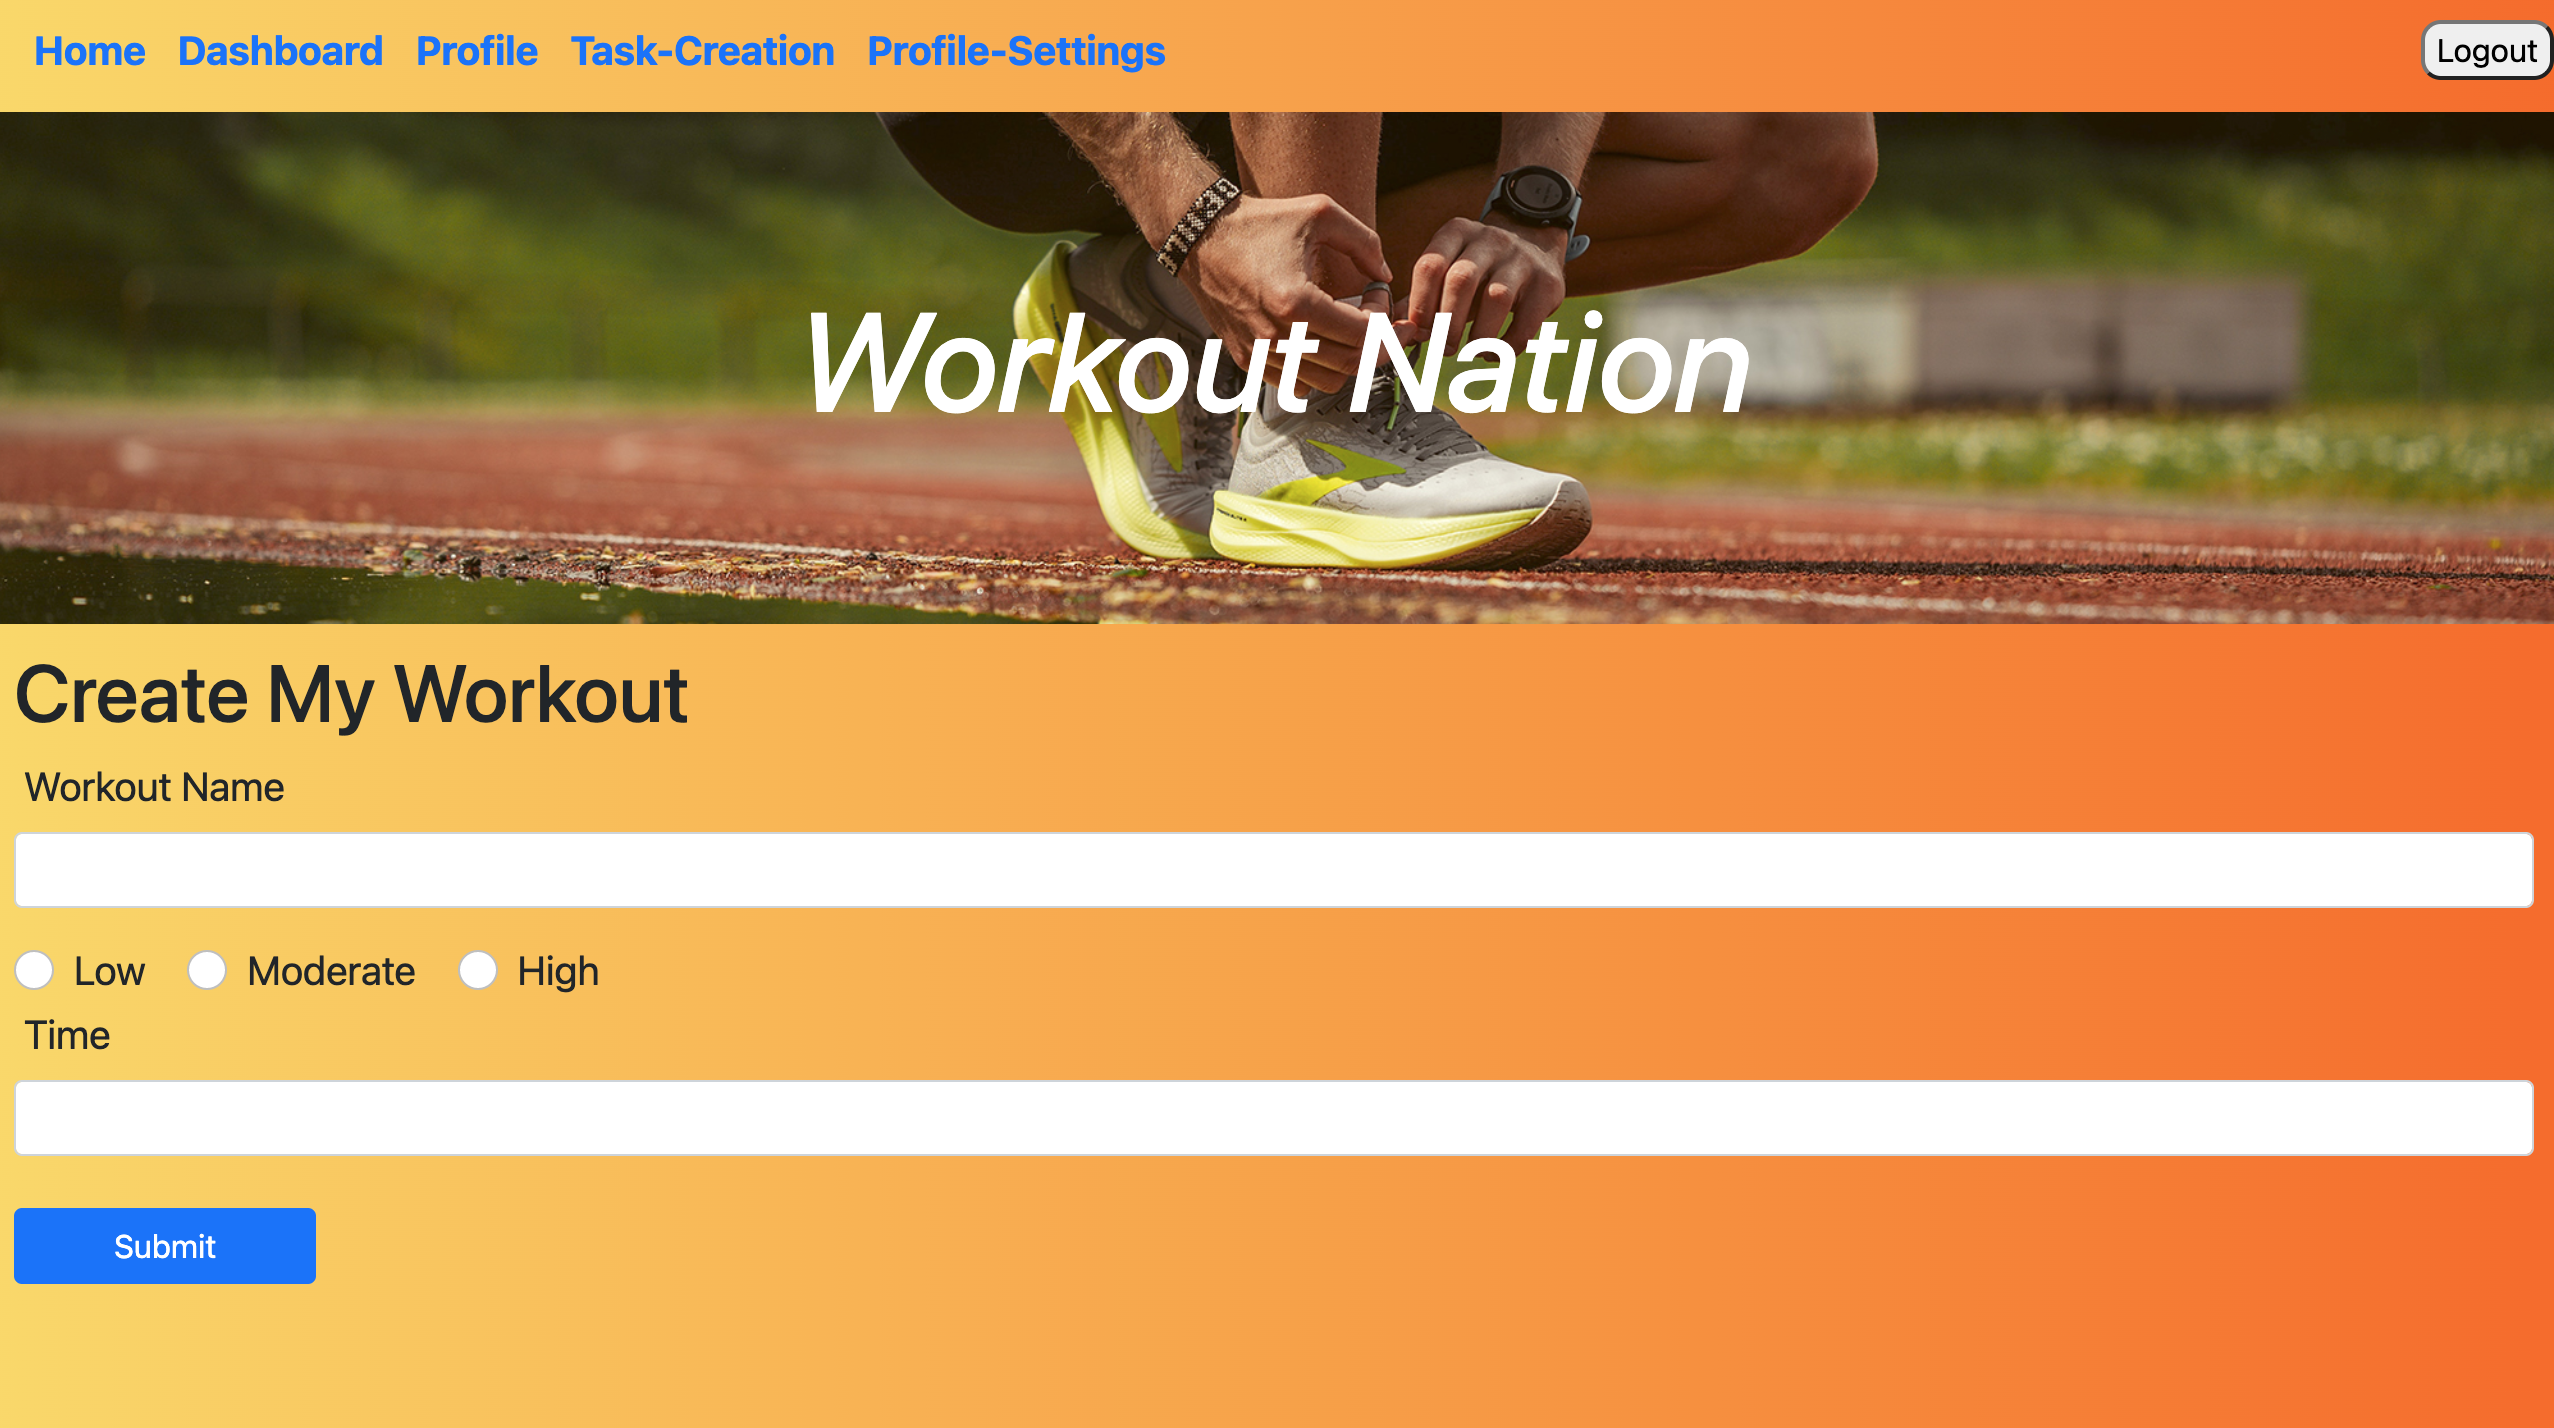 Home Dashboard Profile Task-Creation Profile-Settings Logout
Workout Nation
Create My Workout
Workout Name
Low Moderate High
Time
Submit